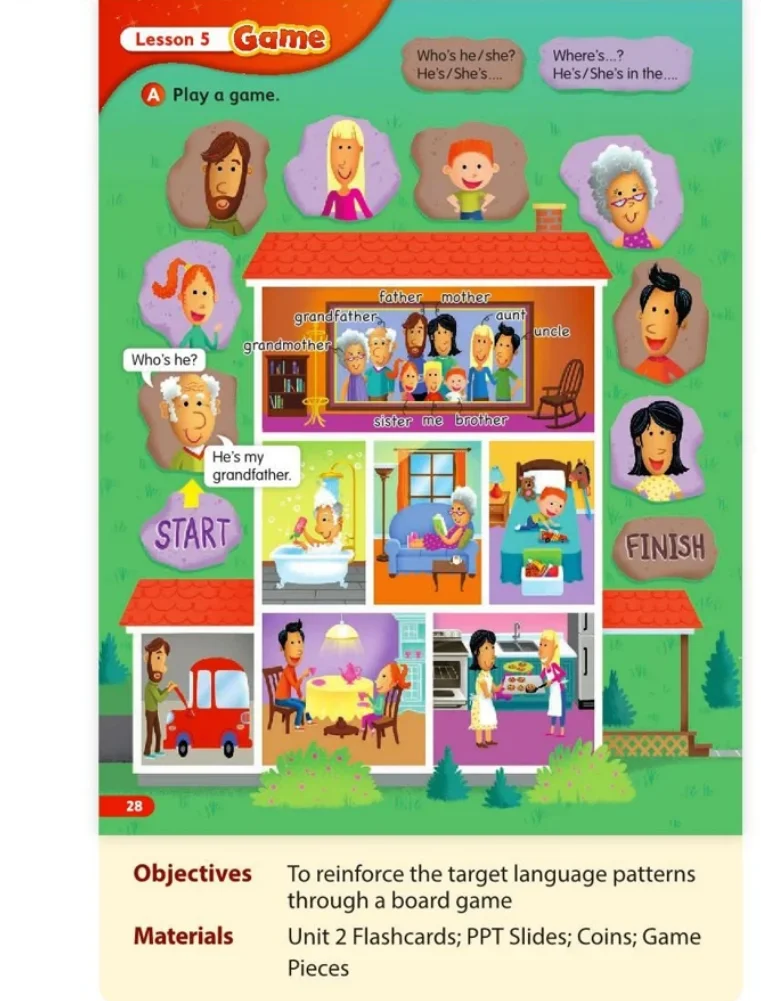 Lesson 5 Game
Who's he/she?
He's/She's....
Where's...?
He's/She's in the....
A Play a game.
father mother
grandfather
aunt
uncle
grandmother
sister me brother
Who's he?
He's my
grandfather.
START
FINISH
28
Objectives To reinforce the target language patterns
through a board game
Materials Unit 2 Flashcards; PPT Slides; Coins; Game
Pieces